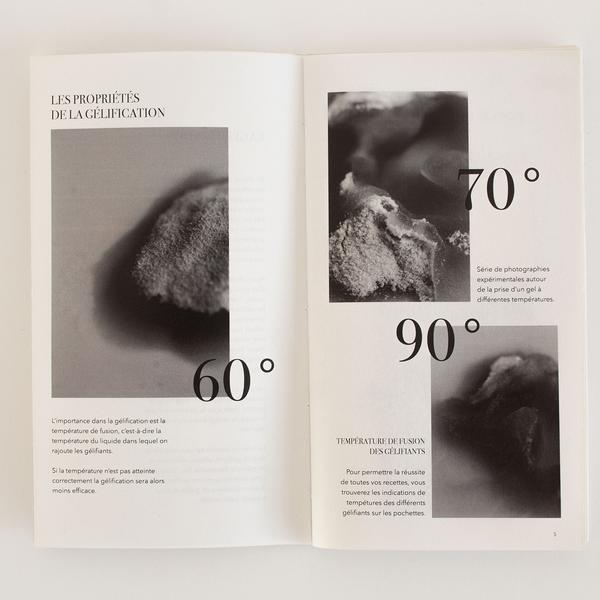 LES PROPRIÉTÉS
DE LA GÉLIFICATION
60°
L'importance dans la gélification est la
température de fusion, c'est-à-dire la
température du liquide dans lequel on
rajoute les gélifiants.
Si la température n'est pas atteinte
correctement la gélification sera alors
moins efficace.
70°
Série de photographies
expérimentales autour
de la prise d'un gel à
différentes températures.
90°
TEMPÉRATURE DE FUSION
DES GÉLIFIANTS
Pour permettre la réussite
de toutes vos recettes, vous
trouverez les indications de
tempétures des différents
gélifiants sur les pochettes.
5